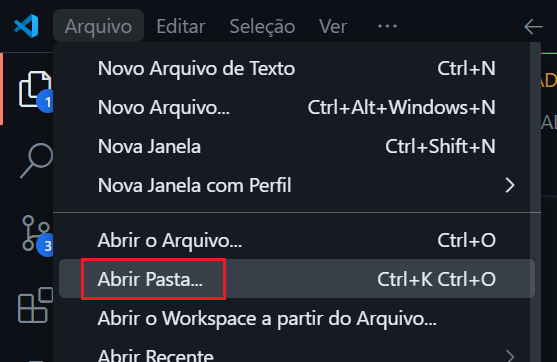 Arquivo Editar Seleção Ver ···
Novo Arquivo de Texto Ctrl+N
Novo Arquivo... Ctrl+Alt+Windows+N
Nova Janela Ctrl+Shift+N
Nova Janela com Perfil
Abrir o Arquivo... Ctrl+O
Abrir Pasta... Ctrl+K Ctrl+O
Abrir o Workspace a partir do Arquivo...
Abrir Recente
1
3
AD
AD